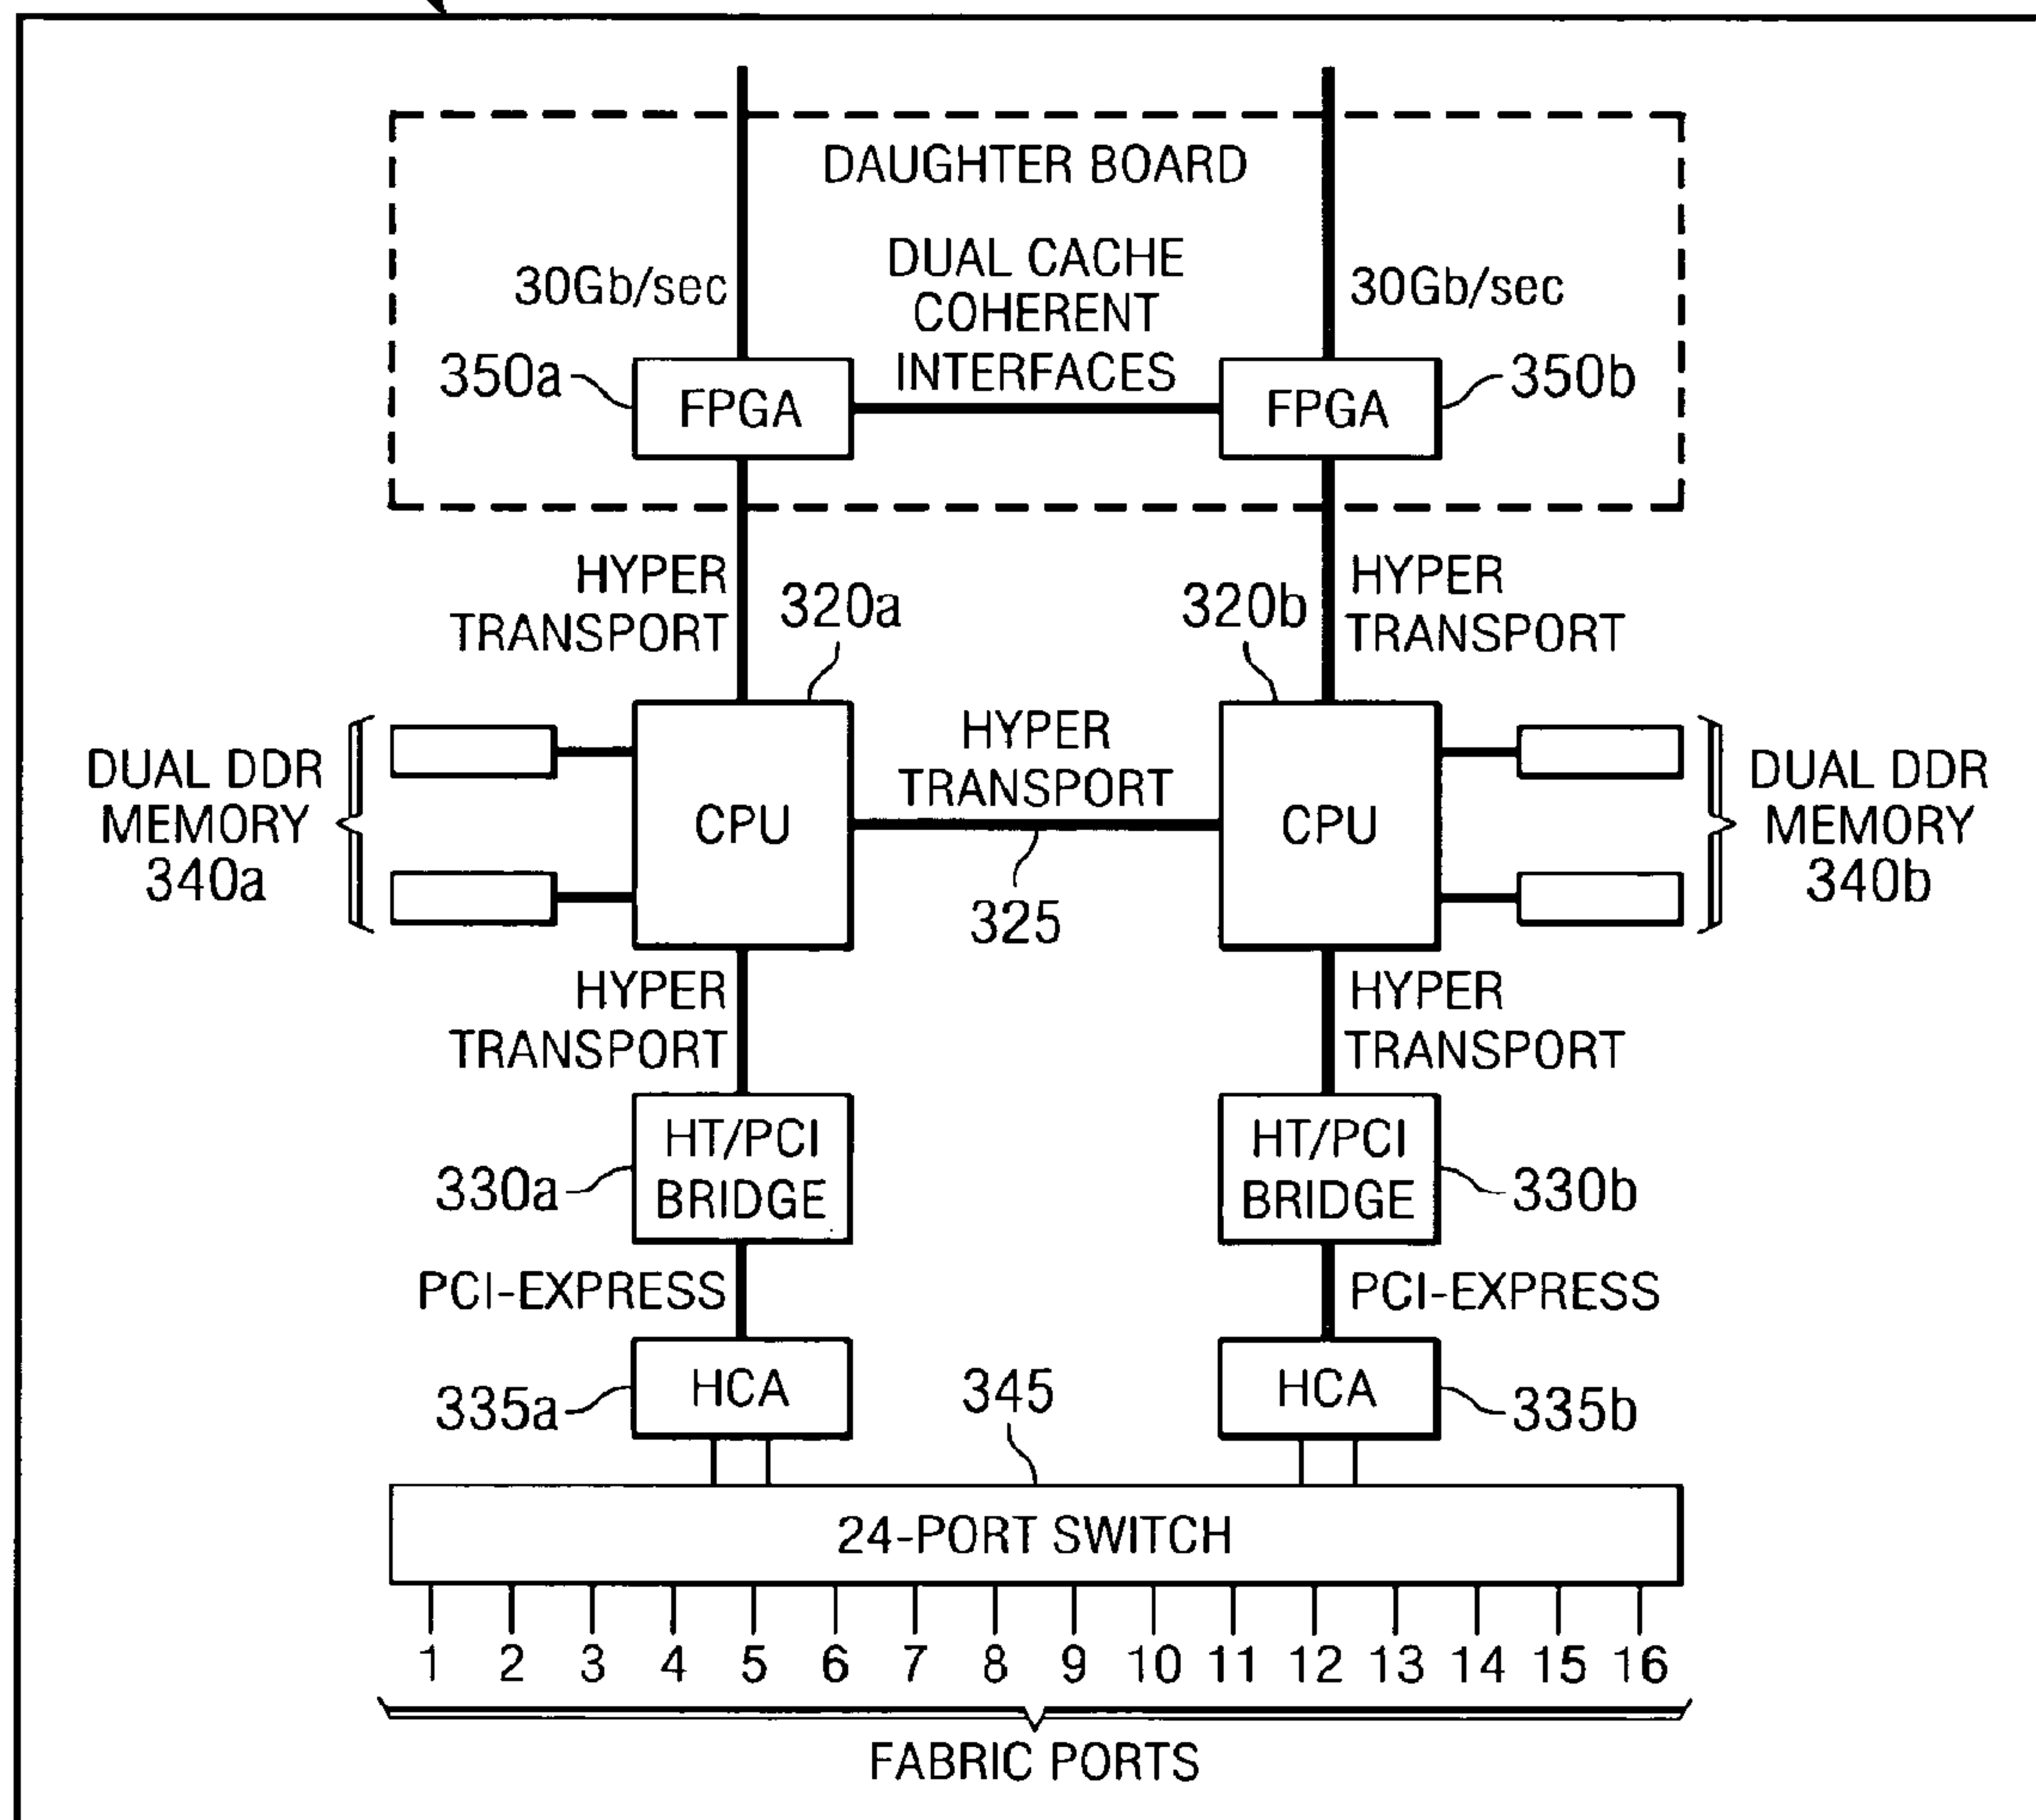 DAUGHTER BOARD
DUAL CACHE
COHERENT
INTERFACES
30Gb/sec
30Gb/sec
350a
FPGA
FPGA
350b
HYPER
TRANSPORT
HYPER
TRANSPORT
320a
320b
DUAL DDR
MEMORY
340a
CPU
HYPER
TRANSPORT
325
CPU
DUAL DDR
MEMORY
340b
HYPER
TRANSPORT
HYPER
TRANSPORT
330a
HT/PCI
BRIDGE
HT/PCI
BRIDGE
330b
PCI-EXPRESS
PCI-EXPRESS
335a
HCA
345
HCA
335b
24-PORT SWITCH
1 2 3 4 5 6 7 8 9 10 11 12 13 14 15 16
FABRIC PORTS